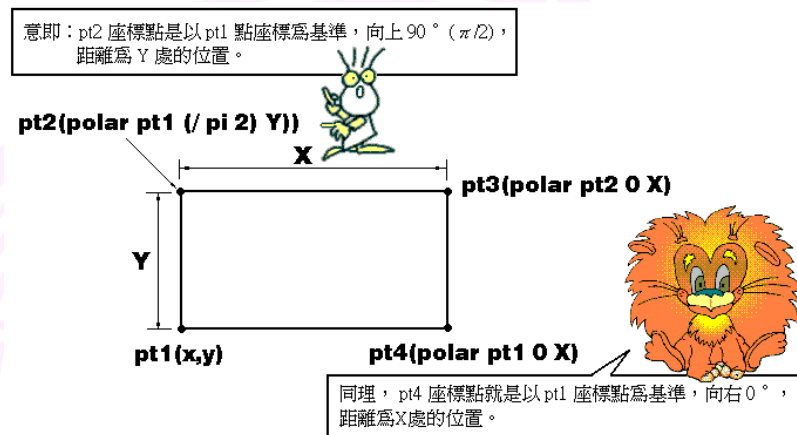 意即：pt2 座標點是以 pt1 點座標爲基準，向上 90 °（π/2)，
距離爲 Y 處的位置。
pt2(polar pt1 (/ pi 2) Y))
X
pt3(polar pt2 0 X)
Y
pt1(x,y)
pt4(polar pt1 0 X)
同理， pt4 座標點就是以 pt1 座標點爲基準，向右 0 °，
距離爲X處的位置。